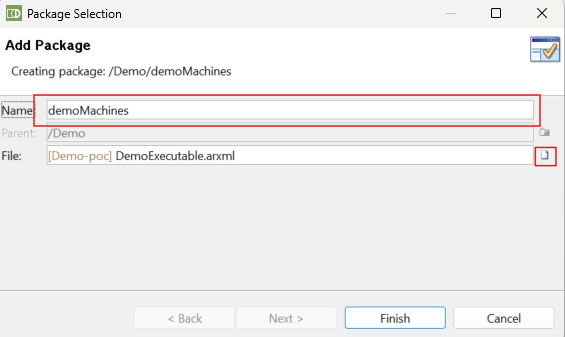 Package Selection
Add Package
Creating package: /Demo/demoMachines
Name: demoMachines
Parent: /Demo
File: [Demo-poc] DemoExecutable.arxml
< Back Next > Finish Cancel